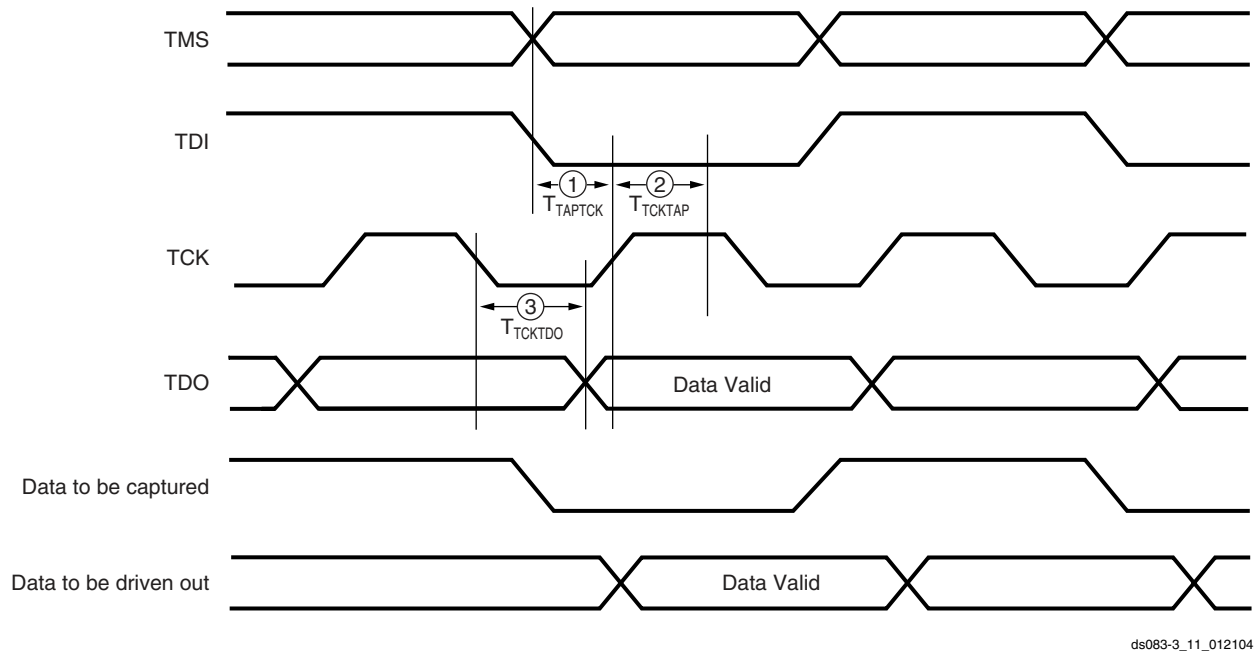 TMS
TDI
1 2
TTAPTCK TTCKTAP
TCK
3
TTCKTDO
TDO Data Valid
Data to be captured
Data to be driven out Data Valid
ds083-3_11_012104